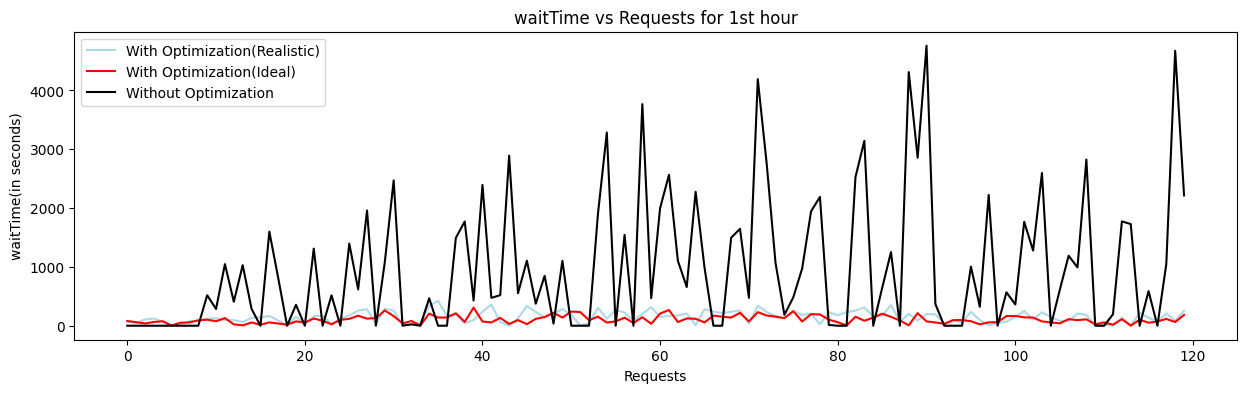 waitTime vs Requests for 1st hour
With Optimization(Realistic)
With Optimization(Ideal)
Without Optimization
waitTime(in seconds)
4000
3000
2000
1000
0
0 20 40 60 80 100 120
Requests